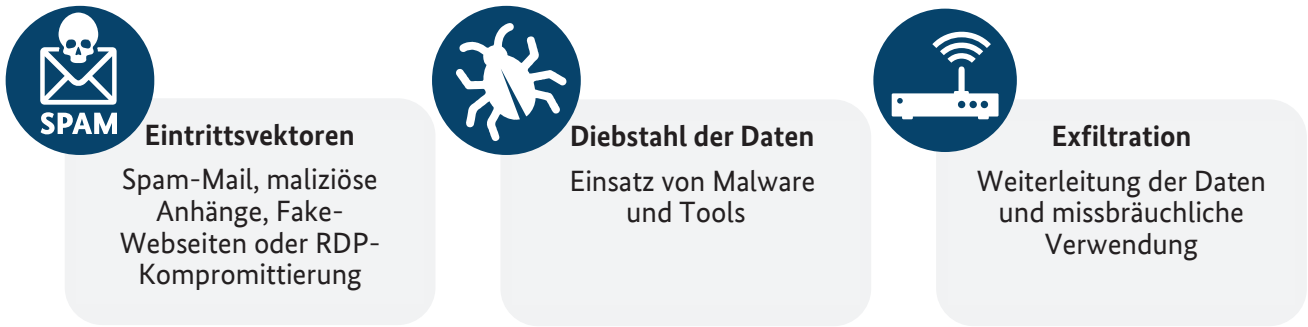 SPAM
Eintrittsvektoren
Spam-Mail, maliziöse
Anhänge, Fake-
Webseiten oder RDP-
Kompromittierung
Diebstahl der Daten
Einsatz von Malware
und Tools
Exfiltration
Weiterleitung der Daten
und missbräuchliche
Verwendung